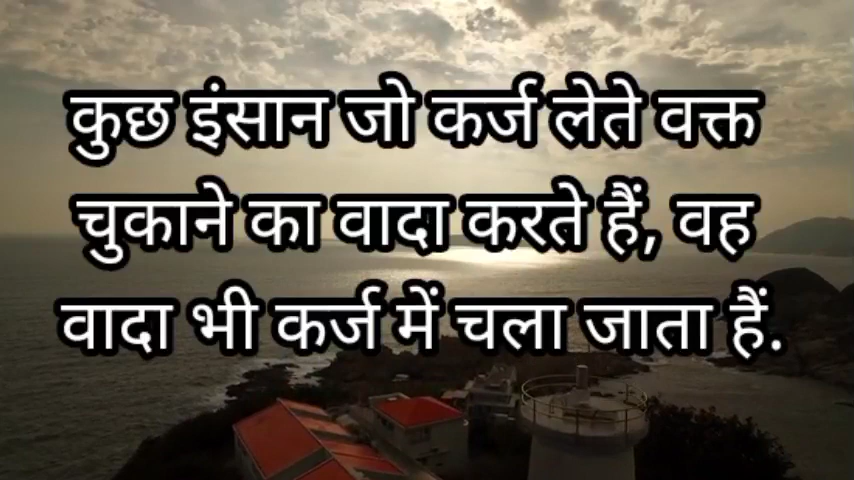 कुछ इंसान जो कर्ज लेते वक्त
चुकाने का वादा करते हैं, वह
वादा भी कर्ज में चला जाता हैं.